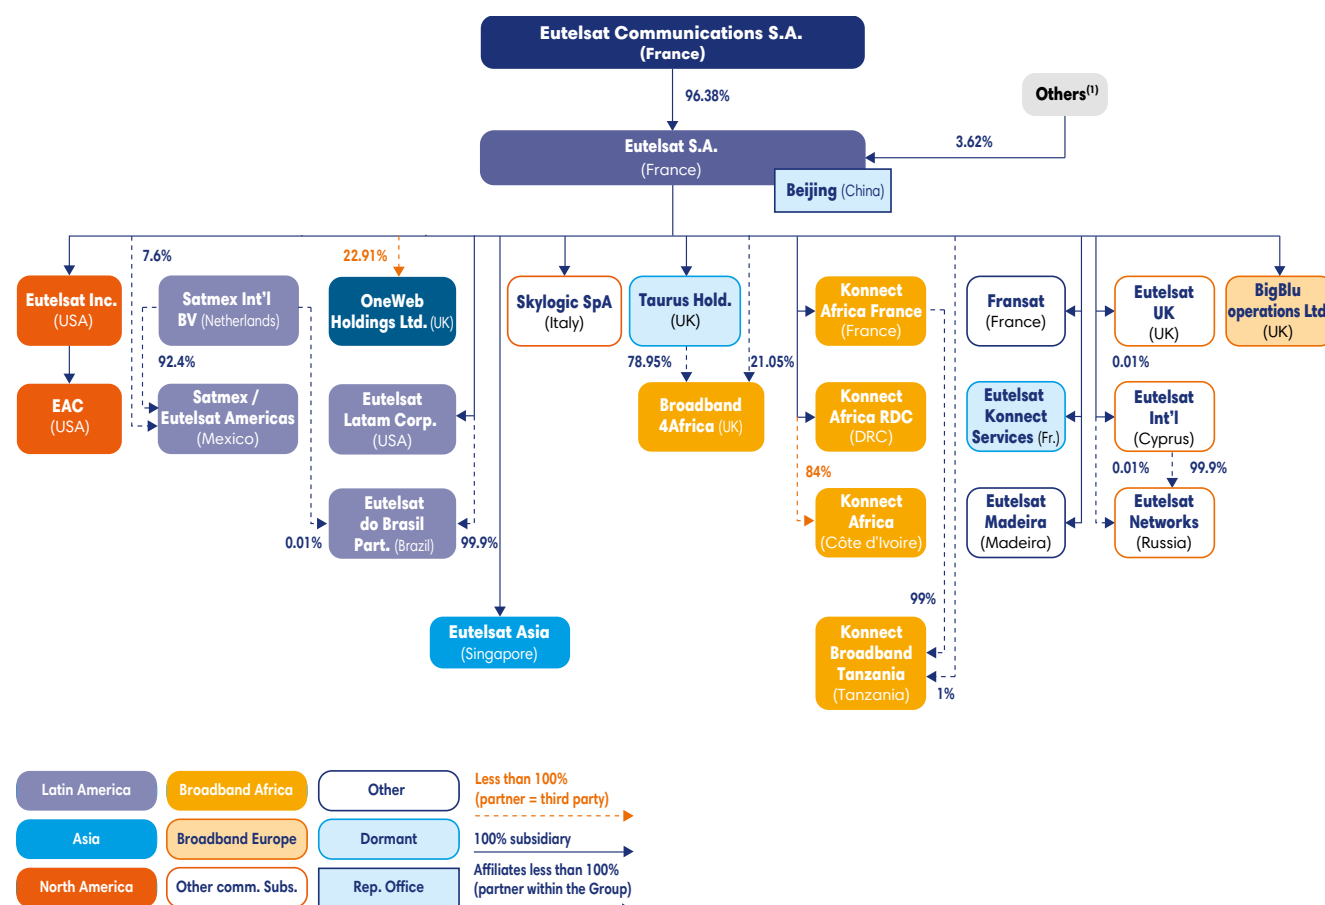 Eutelsat Communications S.A.
(France)
96.38%
Others(1)
3.62%
Eutelsat S.A.
(France)
Beijing (China)
7.6%
22.91%
Eutelsat Inc.
(USA)
Satmex Int'l
BV (Netherlands)
OneWeb
Holdings Ltd. (UK)
Skylogic SpA
(Italy)
Taurus Hold.
(UK)
Konnect
Africa France
(France)
Fransat
(France)
Eutelsat
UK
(UK)
BigBlu
operations Ltd
(UK)
92.4%
78.95%
21.05%
0.01%
EAC
(USA)
Satmex /
Eutelsat Americas
(Mexico)
Eutelsat
Latam Corp.
(USA)
Broadband
4Africa (UK)
Konnect
Africa RDC
(DRC)
Eutelsat
Konnect
Services (Fr.)
Eutelsat
Int'l
(Cyprus)
84%
0.01%
99.9%
Eutelsat
do Brasil
Part. (Brazil)
0.01%
99.9%
Konnect
Africa
(Côte d'Ivoire)
Eutelsat
Madeira
(Madeira)
Eutelsat
Networks
(Russia)
99%
Eutelsat Asia
(Singapore)
Konnect
Broadband
Tanzania
(Tanzania)
1%
Latin America
Broadband Africa
Other
Less than 100%
(partner = third party)
Asia
Broadband Europe
Dormant
100% subsidiary
North America
Other comm. Subs.
Rep. Office
Affiliates less than 100%
(partner within the Group)